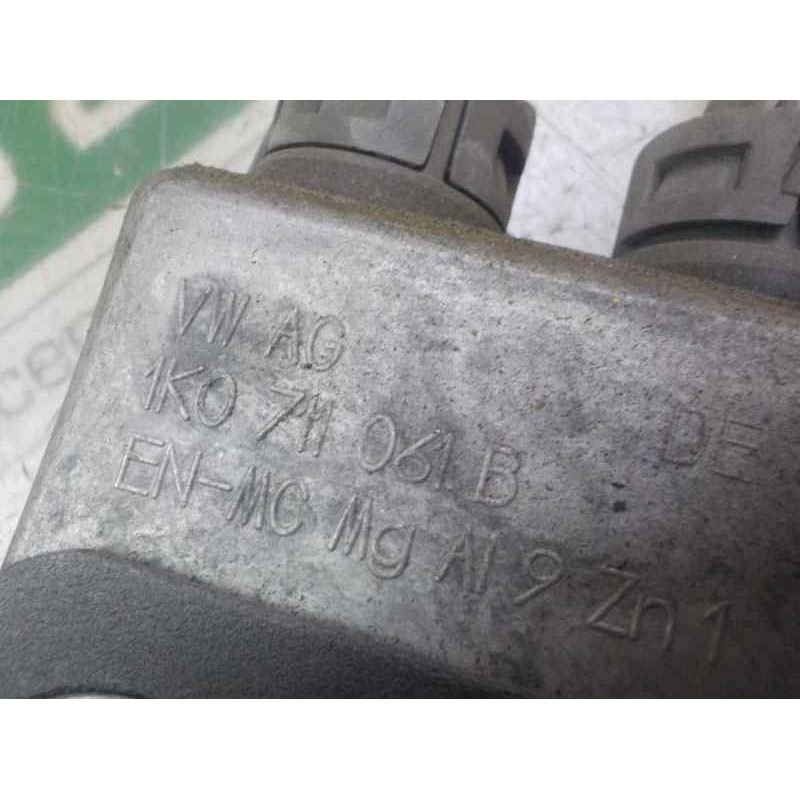 VW AG
1K0 711 061 B DE
EN-MC Mg Al 9 Zn 1